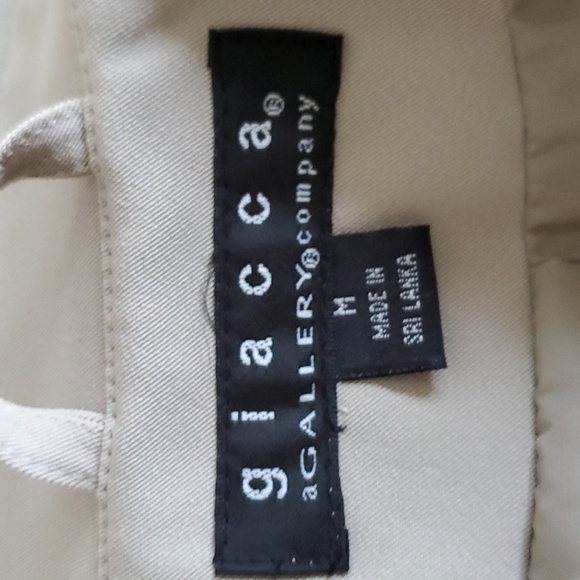 giacca®
aGALLERY®company
M
MADE IN
SRI LANKA